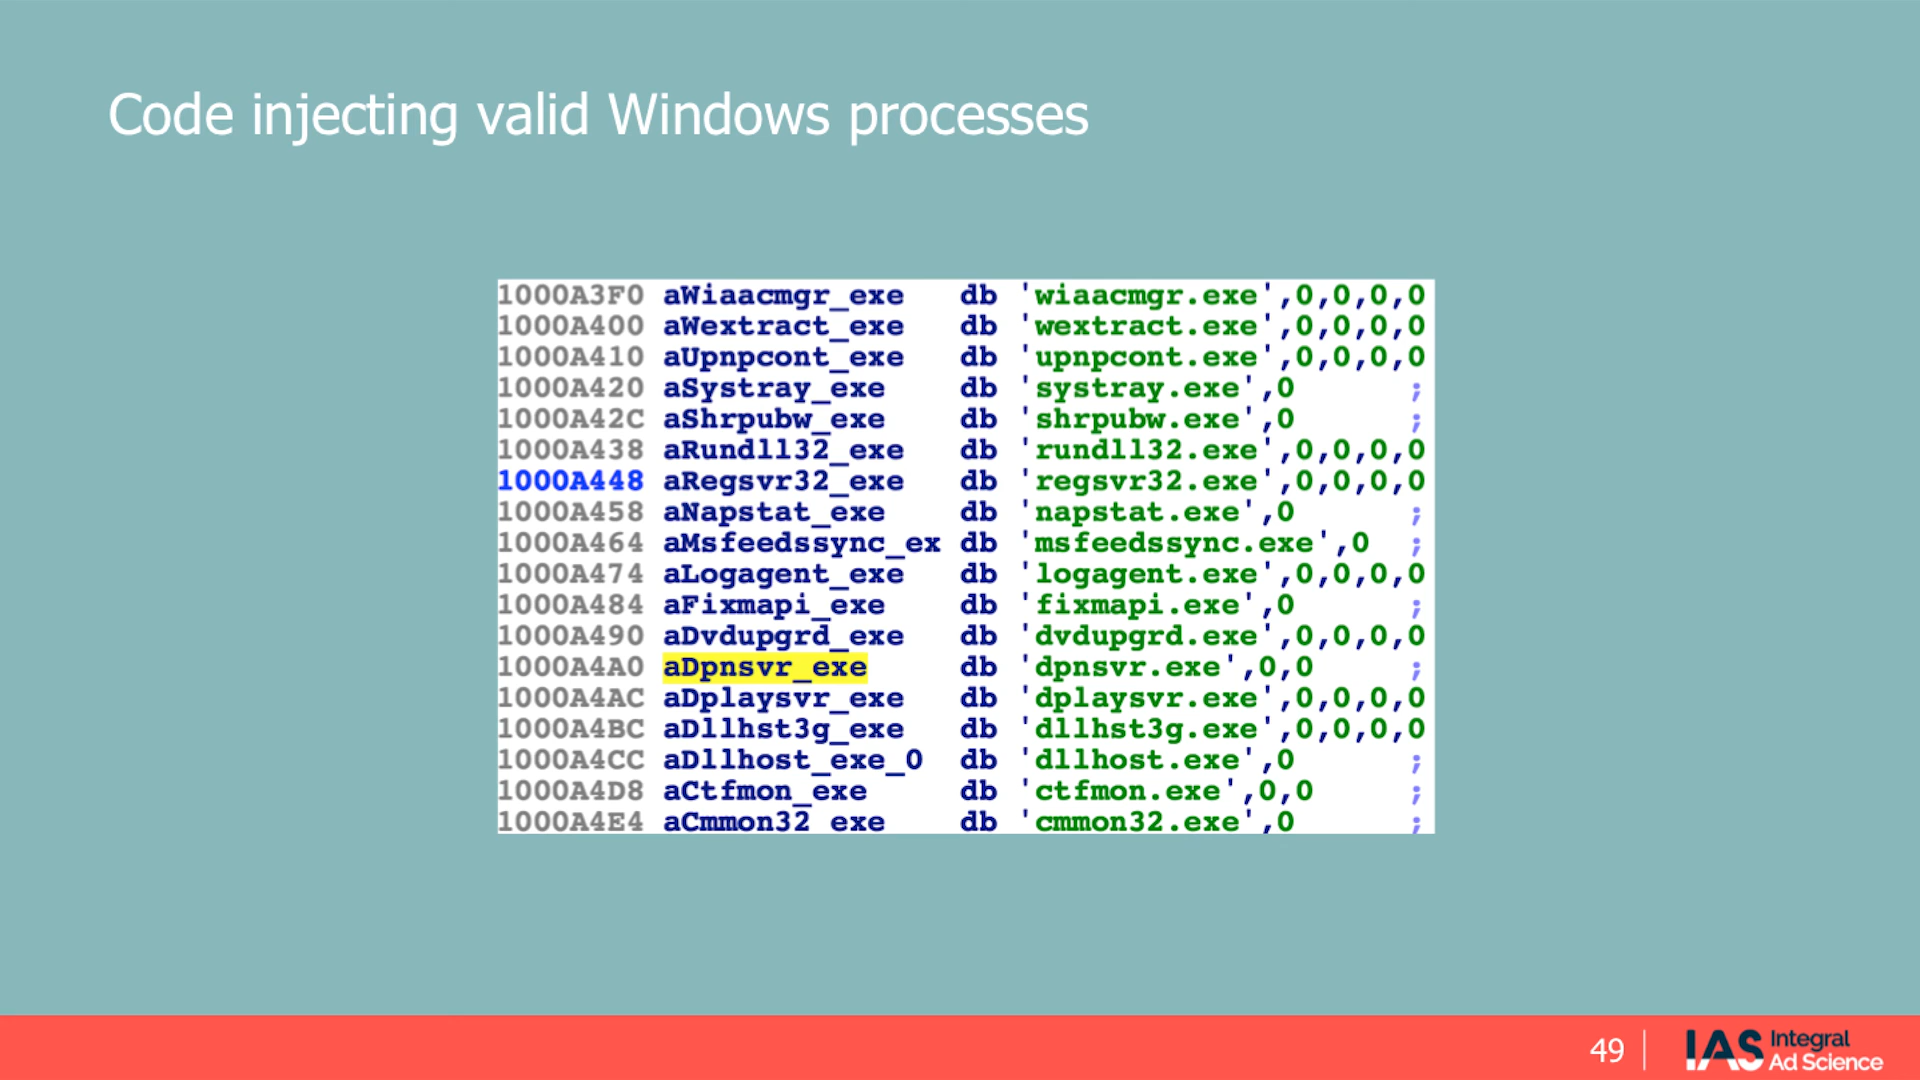 Code injecting valid Windows processes
1000A3F0 aWiaacmgr_exe db 'wiaacmgr.exe',0,0,0,0
1000A400 aWextract_exe db 'wextract.exe',0,0,0,0
1000A410 aUpnpcont_exe db 'upnpcont.exe',0,0,0,0
1000A420 aSystray_exe db 'systray.exe',0 ;
1000A42C aShrpubw_exe db 'shrpubw.exe',0 ;
1000A438 aRundll32_exe db 'rundll32.exe',0,0,0,0
1000A448 aRegsvr32_exe db 'regsvr32.exe',0,0,0,0
1000A458 aNapstat_exe db 'napstat.exe',0 ;
1000A464 aMsfeedssync_ex db 'msfeedssync.exe',0 ;
1000A474 aLogagent_exe db 'logagent.exe',0,0,0,0
1000A484 aFixmapi_exe db 'fixmapi.exe',0 ;
1000A490 aDvdupgrd_exe db 'dvdupgrd.exe',0,0,0,0
1000A4A0 aDpnsvr_exe db 'dpnsvr.exe',0,0 ;
1000A4AC aDplaysvr_exe db 'dplaysvr.exe',0,0,0,0
1000A4BC aDllhst3g_exe db 'dllhst3g.exe',0,0,0,0
1000A4CC aDllhost_exe_0 db 'dllhost.exe',0 ;
1000A4D8 aCtfmon_exe db 'ctfmon.exe',0,0 ;
1000A4E4 aCmmon32_exe db 'cmmon32.exe',0 ;
49
IAS Integral
Ad Science